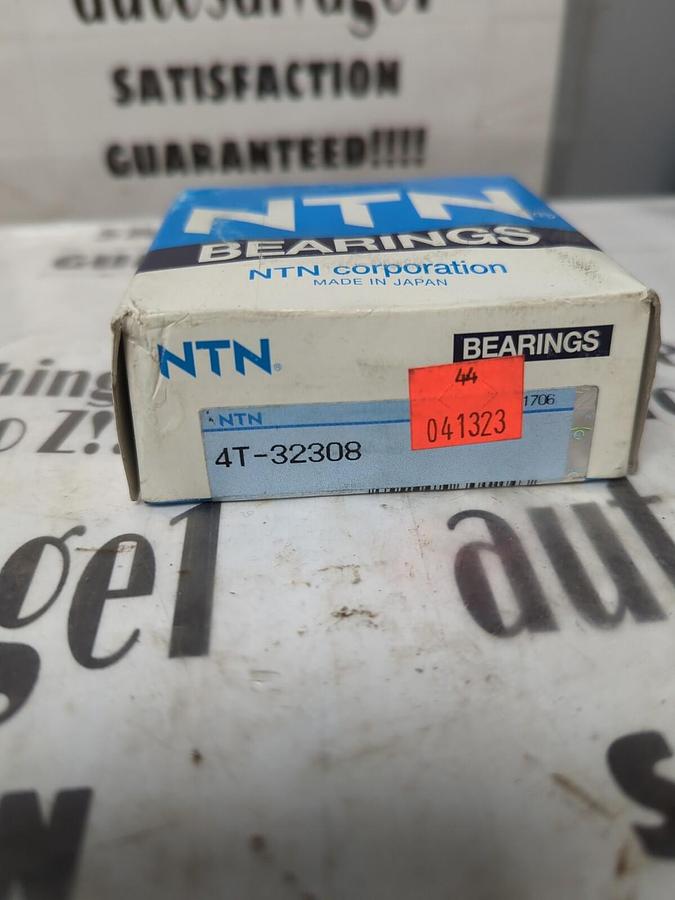 SATISFACTION
GUARANTEED!!!!
NTN
BEARINGS
NTN corporation
MADE IN JAPAN
NTN®
BEARINGS
44
041323
NTN
1706
4T-32308